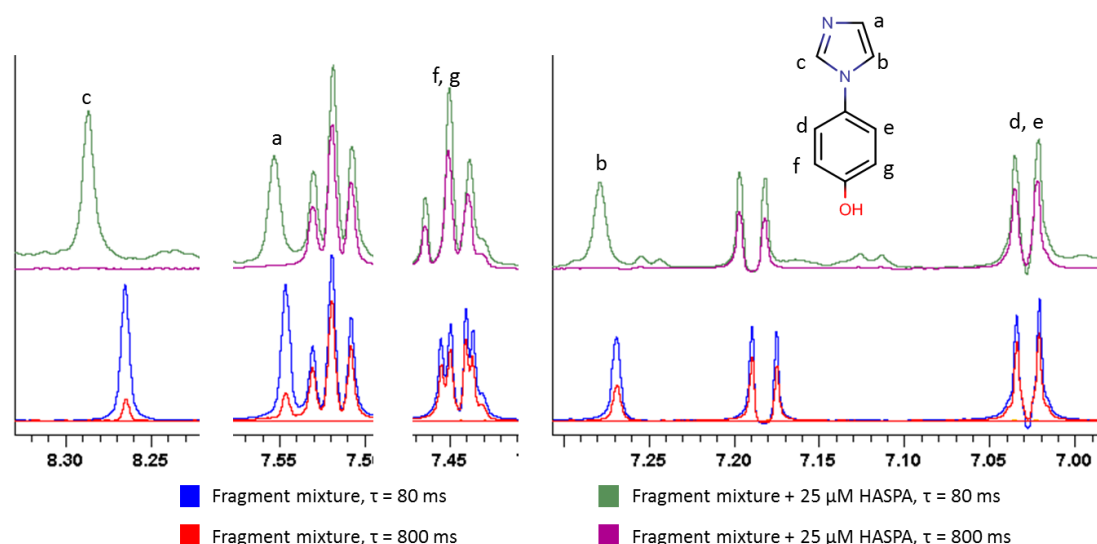 N
a
c
b
N
d
e
f
g
OH
c
a
f, g
b
d, e
8.30 8.25 7.55 7.5 7.45 7.25 7.20 7.15 7.10 7.05 7.00
Fragment mixture, τ = 80 ms
Fragment mixture + 25 μM HASPA, τ = 80 ms
Fragment mixture, τ = 800 ms
Fragment mixture + 25 μM HASPA, τ = 800 ms